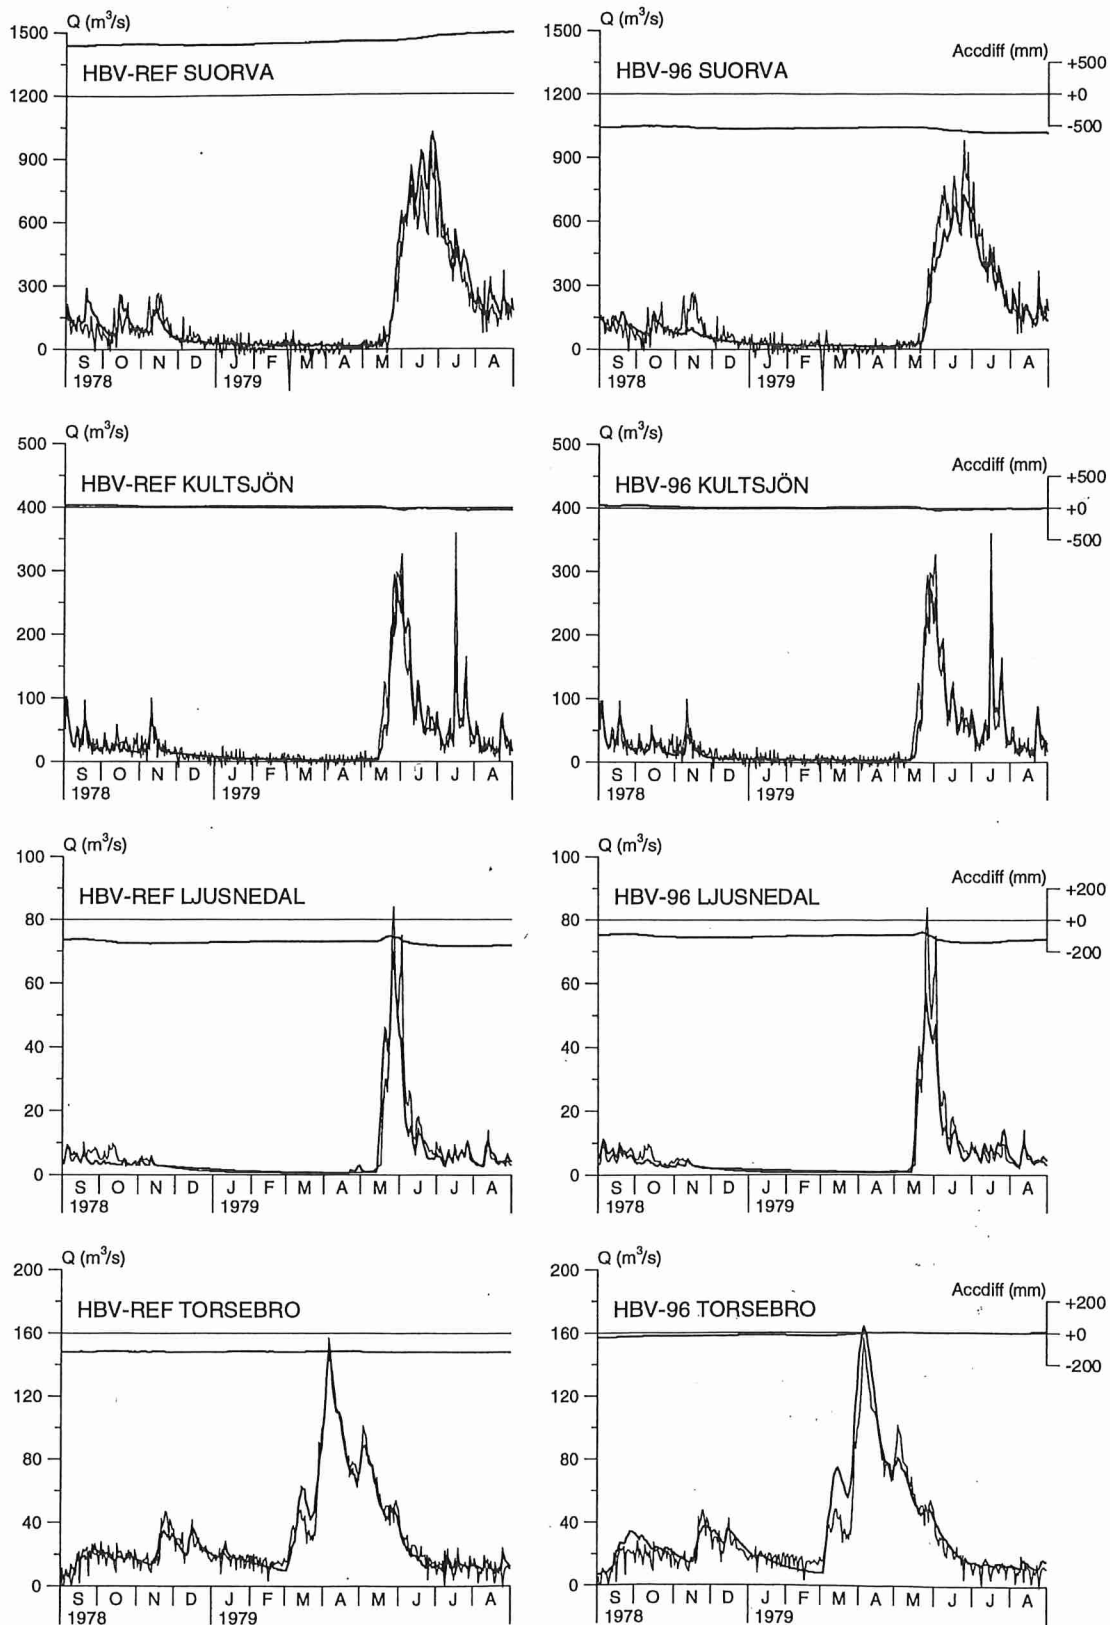 Q (m³/s)
1500
1200
900
600
300
0
HBV-REF SUORVA
S O N D J F M A M J J A
1978 1979
Q (m³/s)
1500
1200
900
600
300
0
HBV-96 SUORVA
Accdiff (mm)
+500
+0
-500
S O N D J F M A M J J A
1978 1979
Q (m³/s)
500
400
300
200
100
0
HBV-REF KULTSJÖN
S O N D J F M A M J J A
1978 1979
Q (m³/s)
500
400
300
200
100
0
HBV-96 KULTSJÖN
Accdiff (mm)
+500
+0
-500
S O N D J F M A M J J A
1978 1979
Q (m³/s)
100
80
60
40
20
0
HBV-REF LJUSNEDAL
S O N D J F M A M J J A
1978 1979
Q (m³/s)
100
80
60
40
20
0
HBV-96 LJUSNEDAL
Accdiff (mm)
+200
+0
-200
S O N D J F M A M J J A
1978 1979
Q (m³/s)
200
160
120
80
40
0
HBV-REF TORSEBRO
S O N D J F M A M J J A
1978 1979
Q (m³/s)
200
160
120
80
40
0
HBV-96 TORSEBRO
Accdiff (mm)
+200
+0
-200
S O N D J F M A M J J A
1978 1979